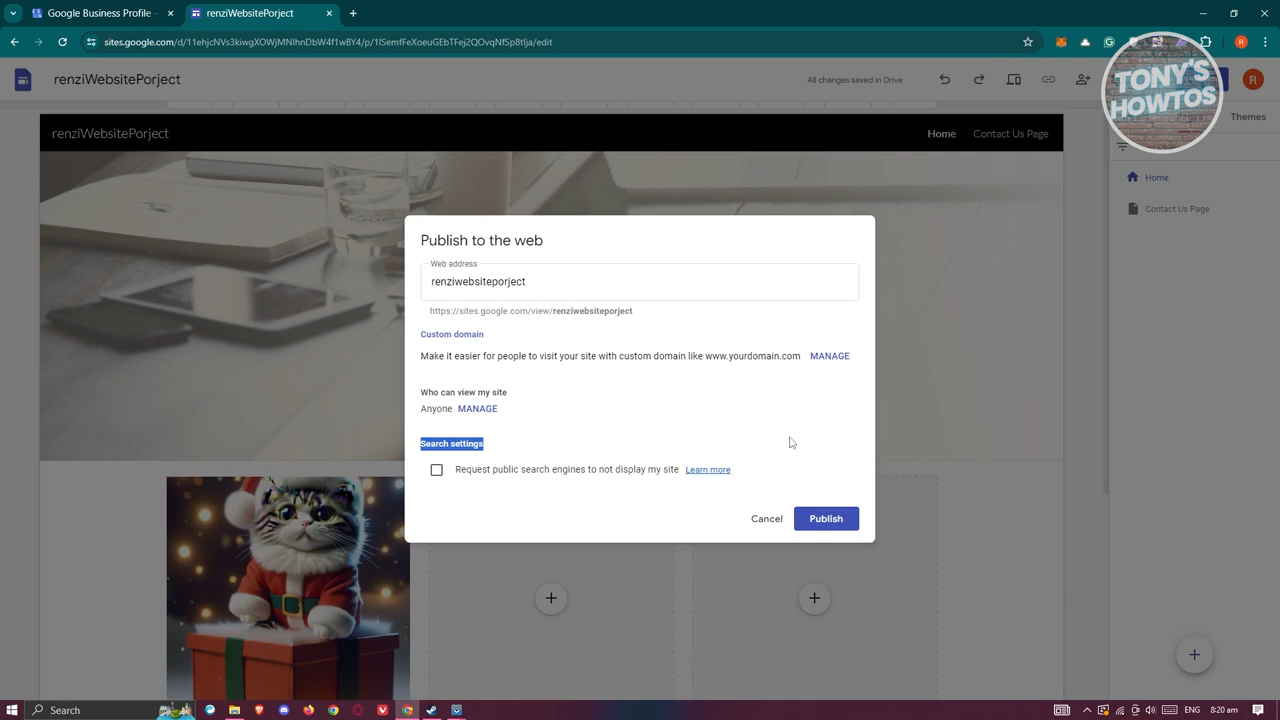 Google Business Profile -
renziWebsitePorject
sites.google.com/d/11ehjcNVs3kiwgXOWjMNIhnDbW4f1wBY4/p/1ISemfFeXoeuGEbTFej2QOvqNfSp8tlja/edit
renziWebsitePorject
All changes saved in Drive
R
TONY'S
HOWTOS
Themes
renziWebsitePorject
Home
Contact Us Page
Home
Contact Us Page
Publish to the web
Web address
renziwebsiteporject
https://sites.google.com/view/renziwebsiteporject
Custom domain
Make it easier for people to visit your site with custom domain like www.yourdomain.com MANAGE
Who can view my site
Anyone MANAGE
Search settings
Request public search engines to not display my site Learn more
Cancel
Publish
Search
ENG
8:20 am